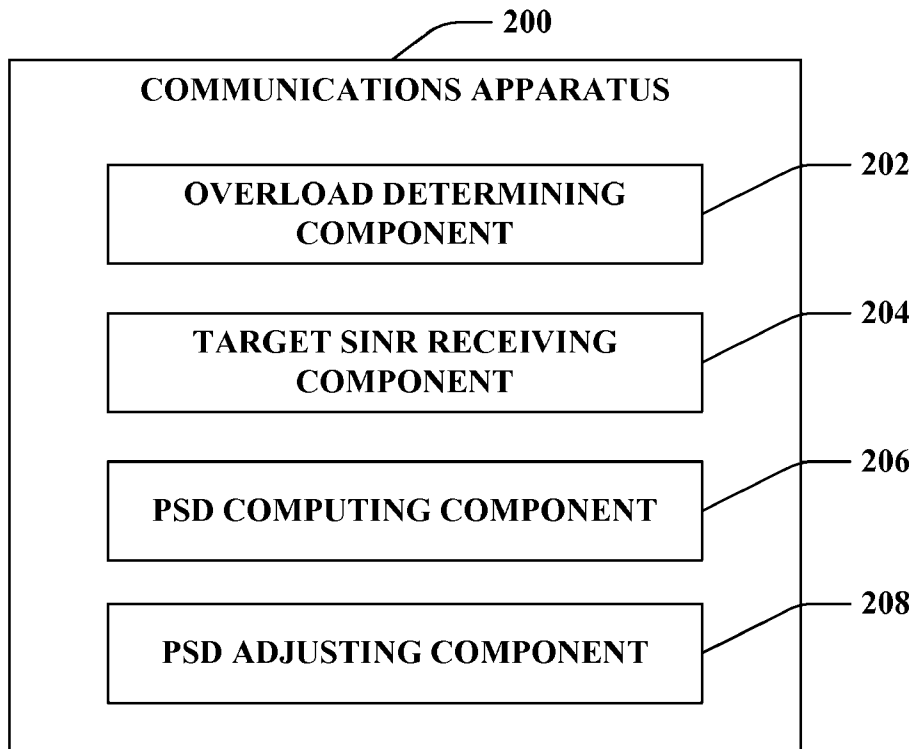 200
COMMUNICATIONS APPARATUS
202
OVERLOAD DETERMINING
COMPONENT
204
TARGET SINR RECEIVING
COMPONENT
206
PSD COMPUTING COMPONENT
208
PSD ADJUSTING COMPONENT